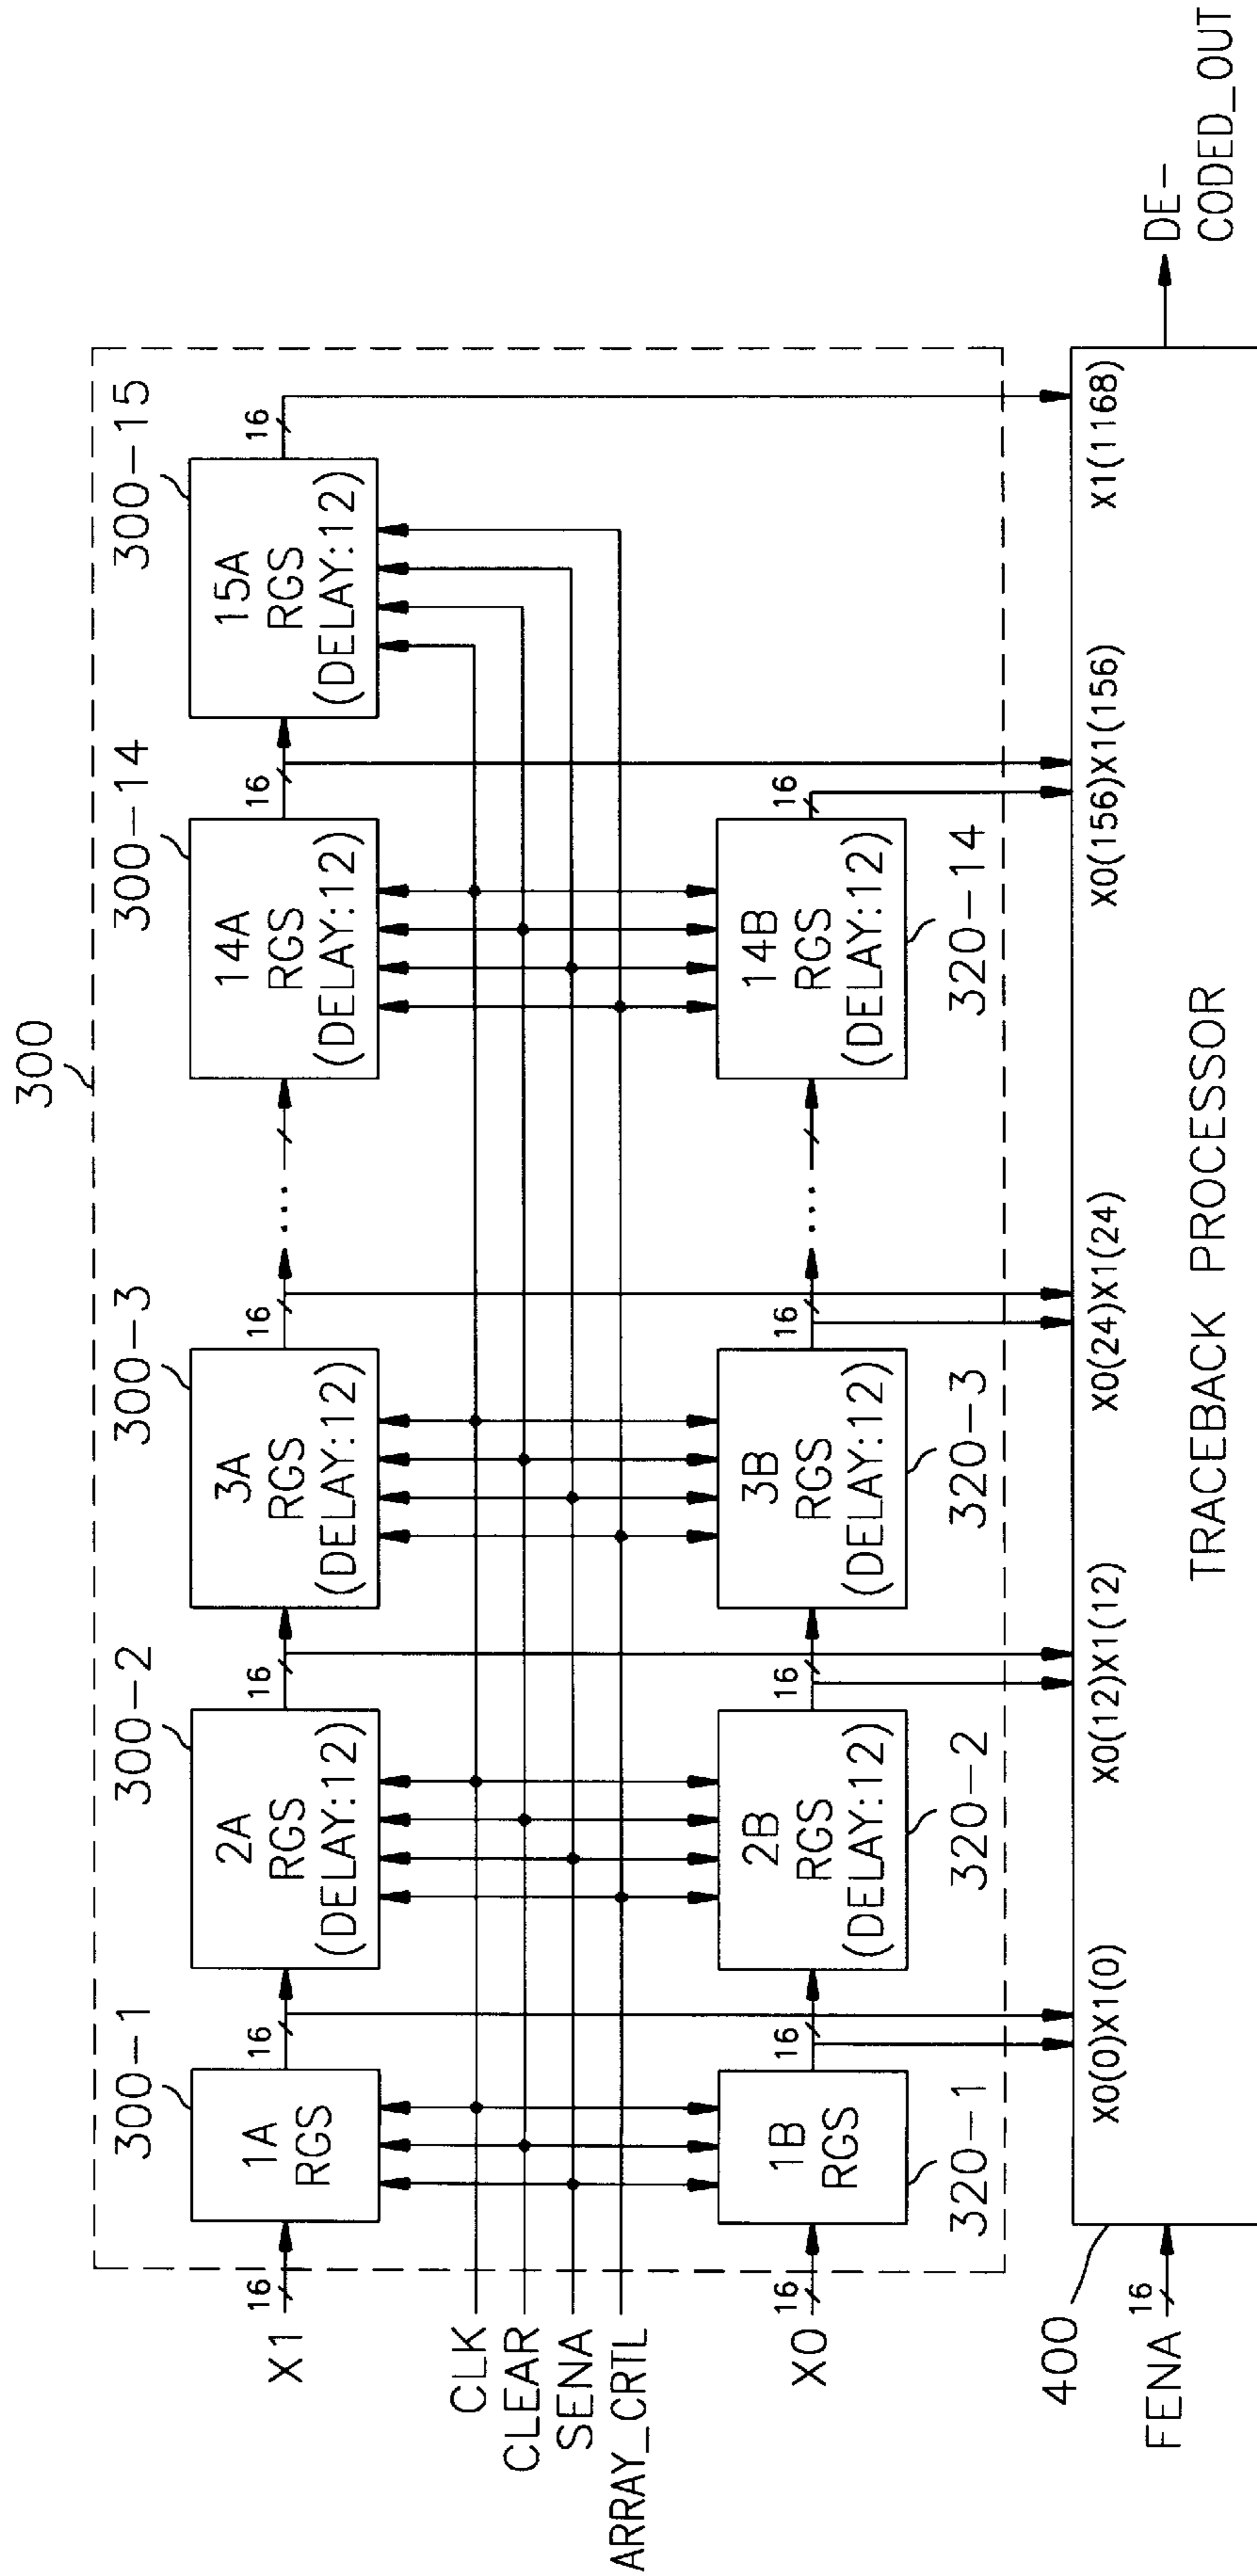 300
300-1
300-2
300-3
300-14
300-15
1A
RGS
2A
RGS
(DELAY:12)
3A
RGS
(DELAY:12)
14A
RGS
(DELAY:12)
15A
RGS
(DELAY:12)
X1
16
16
16
16
...
16
16
CLK
CLEAR
SENA
ARRAY_CRTL
X0
16
16
16
16
...
16
1B
RGS
2B
RGS
(DELAY:12)
3B
RGS
(DELAY:12)
14B
RGS
(DELAY:12)
320-1
320-2
320-3
320-14
400
X0(0)X1(0)
X0(12)X1(12)
X0(24)X1(24)
X0(156)X1(156)
X1(1168)
FENA
16
TRACEBACK PROCESSOR
DE-
CODED_OUT